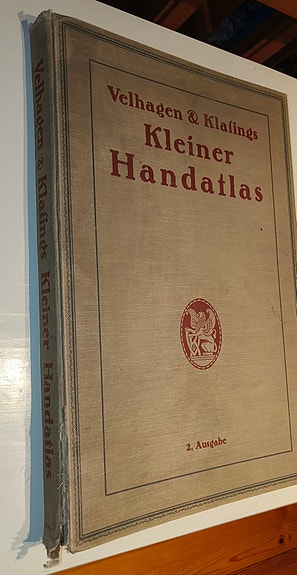 Velhagen & Klaſings
Kleiner
Handatlas
2. Ausgabe
Velhagen & Klaſings Kleiner Handatlas